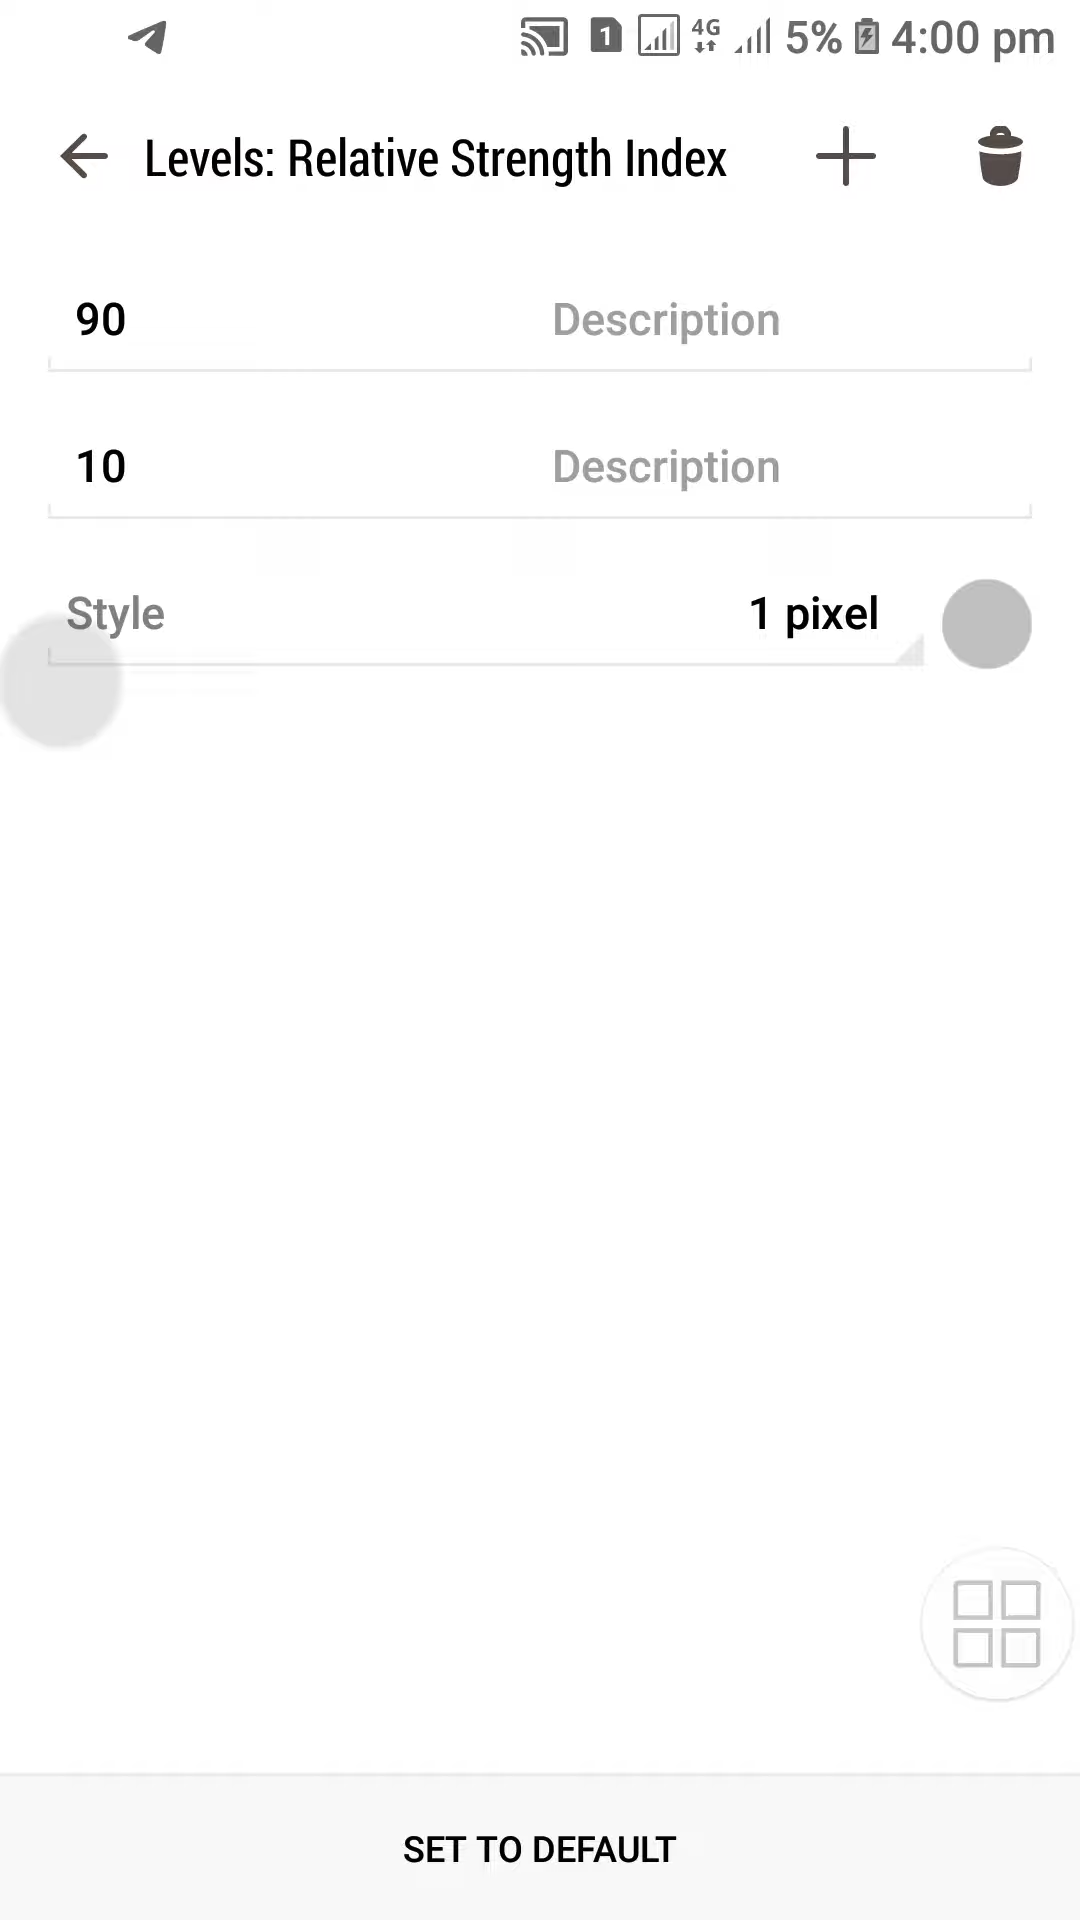 1 4G 5% 4:00 pm
Levels: Relative Strength Index
90 Description
10 Description
Style 1 pixel
SET TO DEFAULT